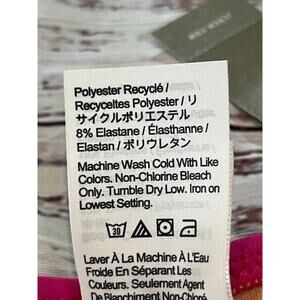 Polyester Recyclé /
Recyceltes Polyester / リ
サイクルポリエステル
8% Elastane / Élasthanne /
Elastan / ポリウレタン
Machine Wash Cold With Like
Colors. Non-Chlorine Bleach
Only. Tumble Dry Low. Iron on
Lowest Setting.
30
Laver À La Machine À L'Eau
Froide En Séparant Les
Couleurs. D'Agent
De Blanchiment Non-Chloré